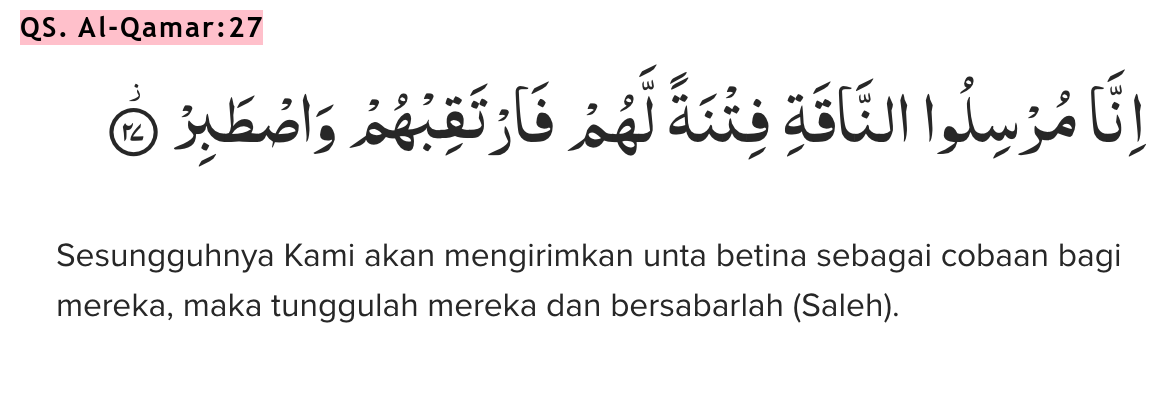 QS. Al-Qamar:27
اِنَّا مُرْسِلُوا النَّاقَةِ فِتْنَةً لَّهُمْ فَارْتَقِبْهُمْ وَاصْطَبِرْ ۖ۝٢٧
Sesungguhnya Kami akan mengirimkan unta betina sebagai cobaan bagi
mereka, maka tunggulah mereka dan bersabarlah (Saleh).